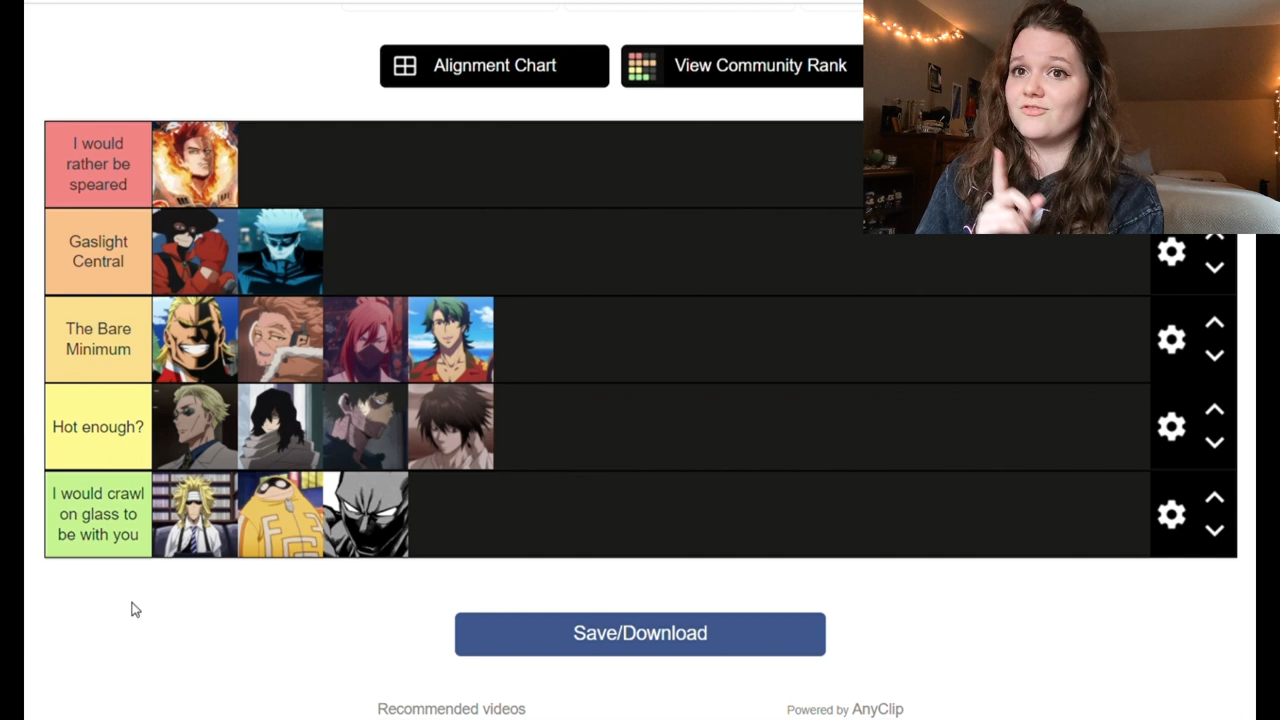 Alignment Chart
View Community Rank
I would
rather be
speared
Gaslight
Central
The Bare
Minimum
Hot enough?
I would crawl
on glass to
be with you
Save/Download
Recommended videos
Powered by AnyClip